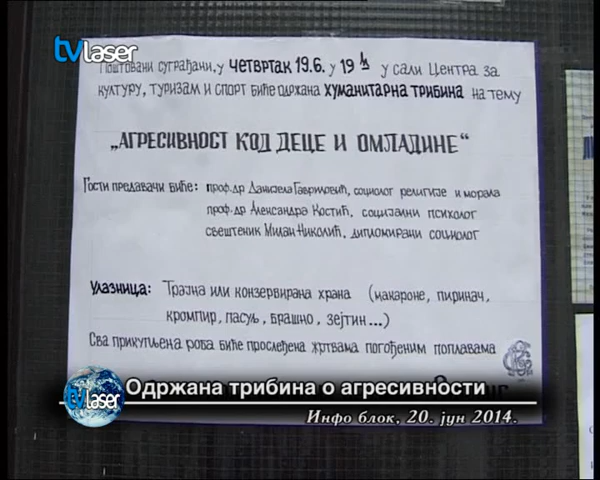 tvlaser
Поштовани суграђани, у ЧЕТВРТАК 19.6. у 19 h у сали Центра за
културу, туризам и спорт биће одржана ХУМАНИТАРНА ТРИБИНА на тему
„АГРЕСИВНОСТ КОД ДЕЦЕ И ОМЛАДИНЕ“
Гости предавачи биће: проф.др Данијела Гавриловић, социолог религије и морала
проф.др Александра Костић, социјални психолог
свештеник Милан Николић, дипломирани социолог
Улазница: Трајна или конзервирана храна (макароне, пиринач,
кромпир, пасуљ, брашно, зејтин...)
Сва прикупљена роба биће прослеђена жртвама погођеним поплавама
tvlaser
Одржана трибина о агресивности
Инфо блок, 20. јун 2014.